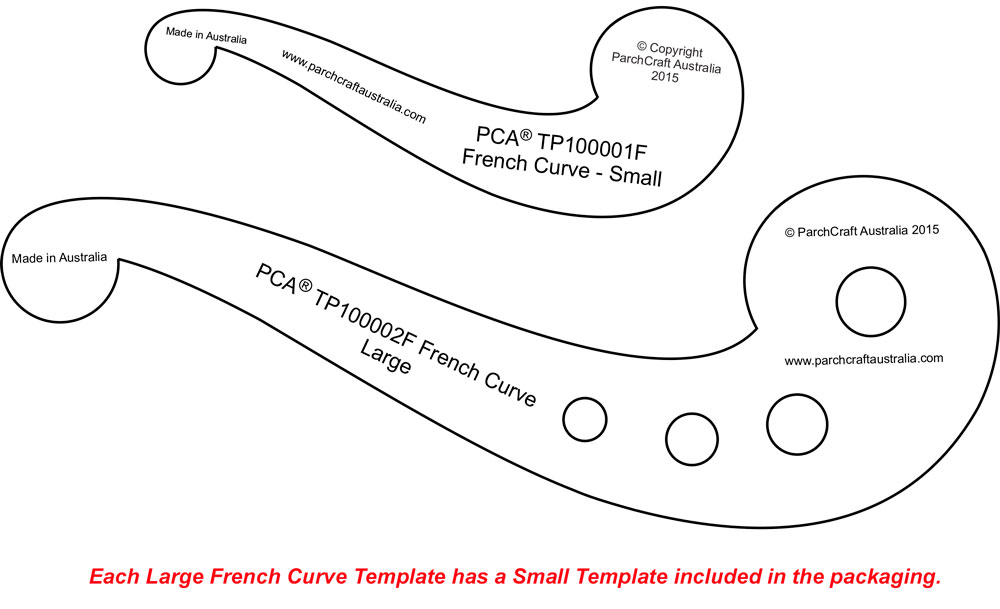 Made in Australia
www.parchcraftaustralia.com
© Copyright
ParchCraft Australia
2015
PCA® TP100001F
French Curve - Small
Made in Australia
PCA® TP100002F French Curve
Large
© ParchCraft Australia 2015
www.parchcraftaustralia.com
Each Large French Curve Template has a Small Template included in the packaging.